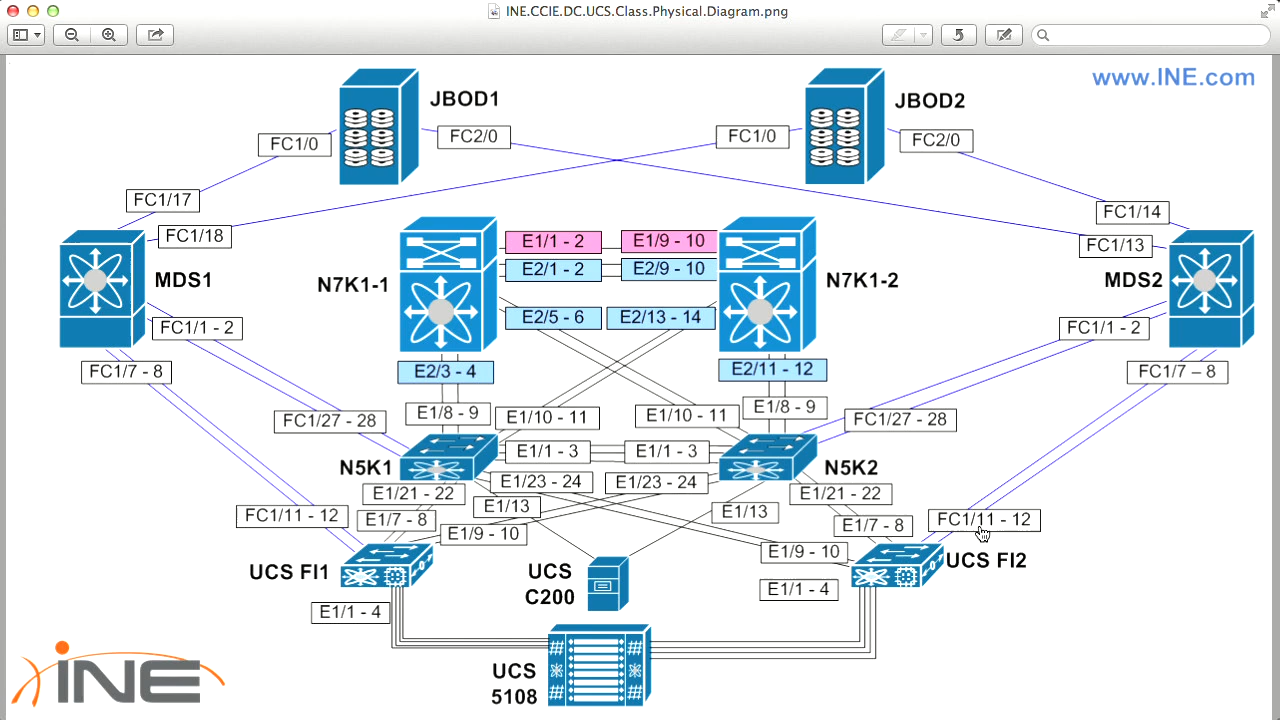 INE.CCIE.DC.UCS.Class.Physical.Diagram.png
www.INE.com
JBOD1
JBOD2
FC1/0
FC2/0
FC1/0
FC2/0
FC1/17
FC1/18
FC1/14
FC1/13
MDS1
N7K1-1
E1/1 - 2
E1/9 - 10
E2/1 - 2
E2/9 - 10
N7K1-2
MDS2
E2/5 - 6
E2/13 - 14
FC1/1 - 2
FC1/1 - 2
FC1/7 - 8
E2/3 - 4
E2/11 - 12
FC1/7 – 8
FC1/27 - 28
E1/8 - 9
E1/10 - 11
E1/10 - 11
E1/8 - 9
FC1/27 - 28
N5K1
E1/1 - 3
E1/1 - 3
N5K2
E1/21 - 22
E1/23 - 24
E1/23 - 24
E1/21 - 22
E1/13
E1/13
FC1/11 - 12
E1/7 - 8
E1/9 - 10
E1/7 - 8
FC1/11 - 12
E1/9 - 10
UCS FI1
UCS
C200
UCS FI2
E1/1 - 4
E1/1 - 4
UCS
5108
iNE